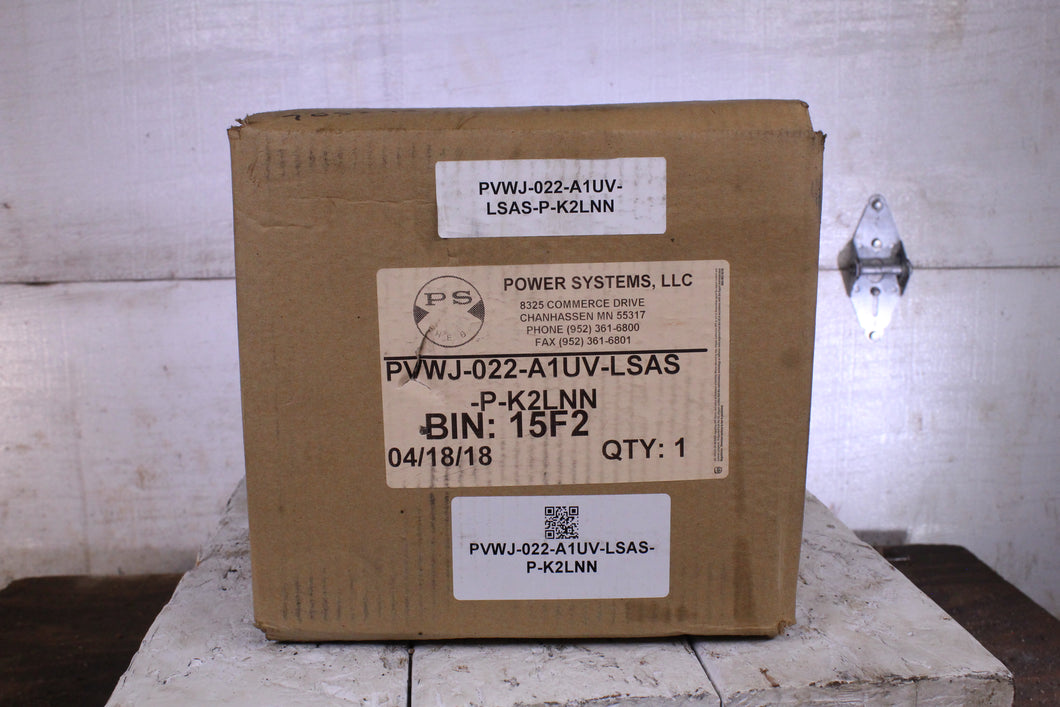 PVWJ-022-A1UV-
LSAS-P-K2LNN
PS
POWER SYSTEMS, LLC
8325 COMMERCE DRIVE
CHANHASSEN MN 55317
PHONE (952) 361-6800
FAX (952) 361-6801
PVWJ-022-A1UV-LSAS
-P-K2LNN
BIN: 15F2
04/18/18
QTY: 1
PVWJ-022-A1UV-LSAS-
P-K2LNN